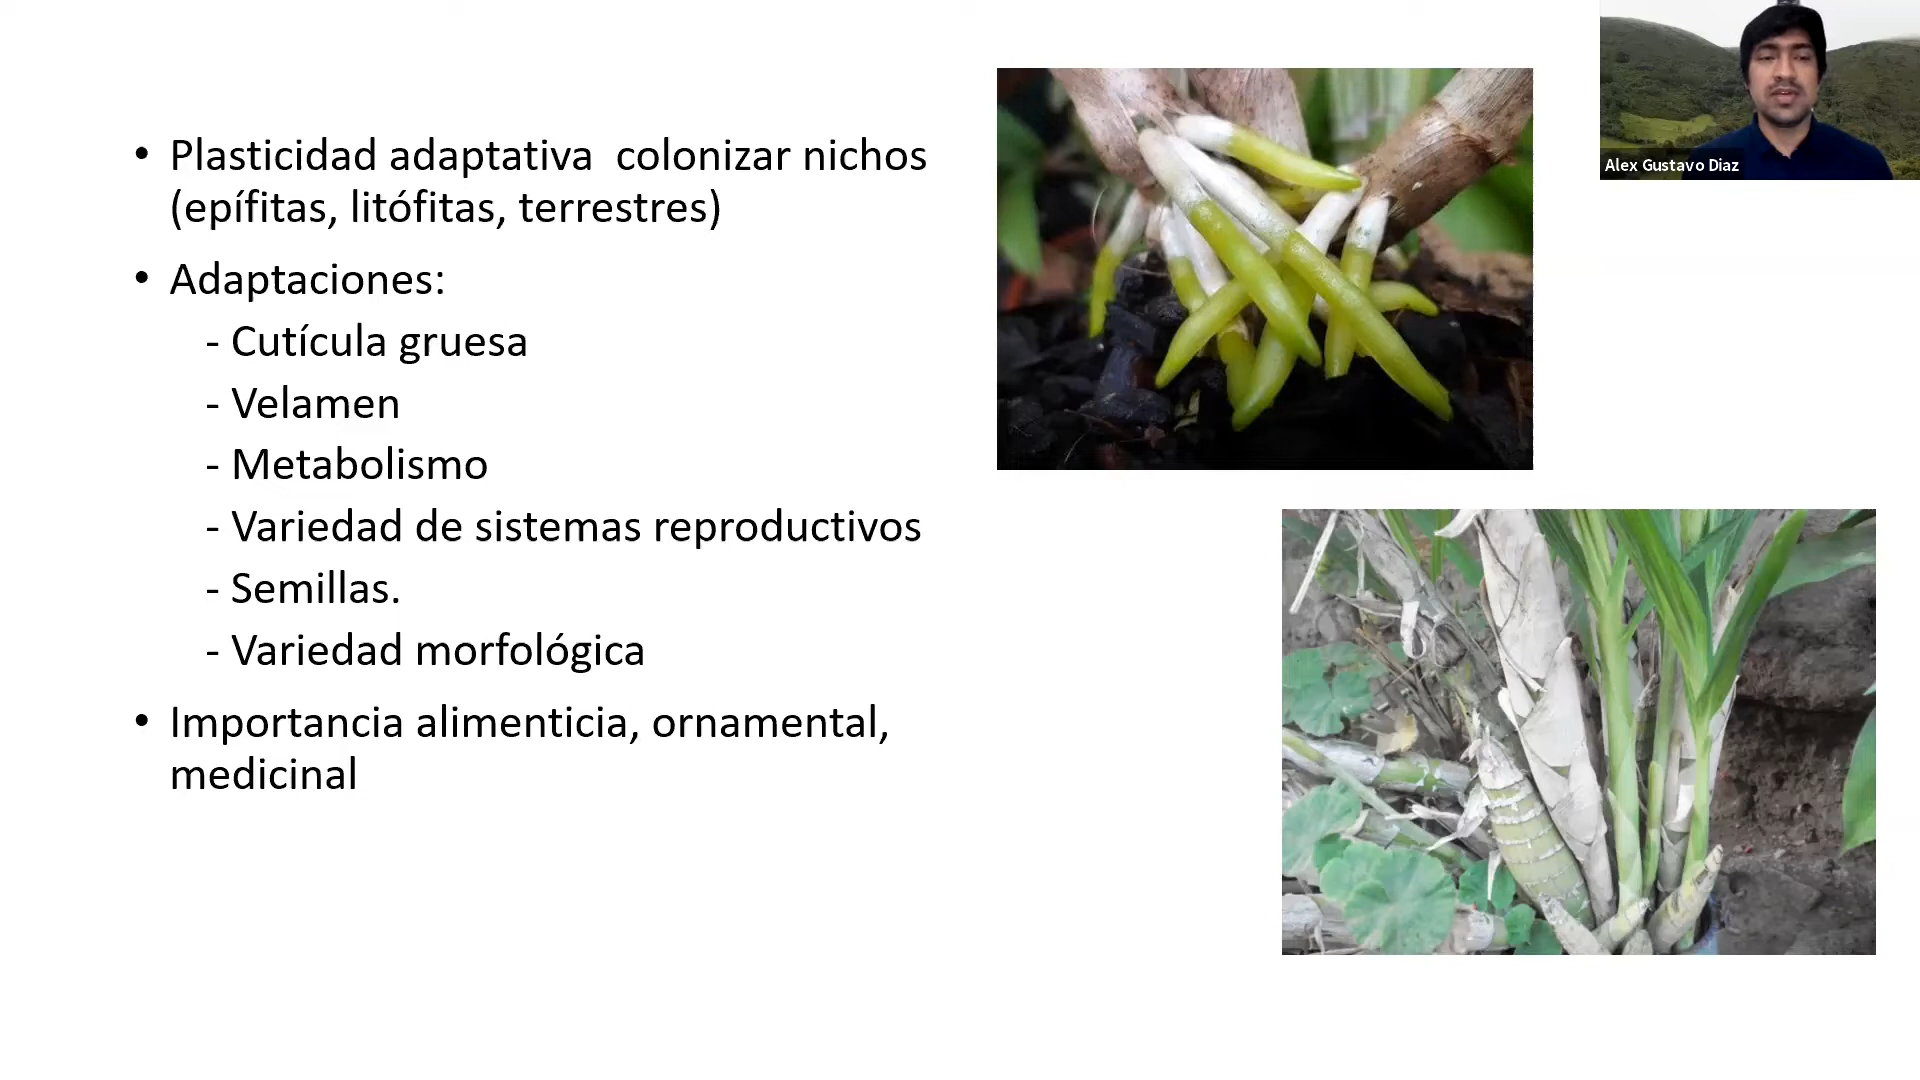 • Plasticidad adaptativa  colonizar nichos
(epífitas, litófitas, terrestres)
• Adaptaciones:
- Cutícula gruesa
- Velamen
- Metabolismo
- Variedad de sistemas reproductivos
- Semillas.
- Variedad morfológica
• Importancia alimenticia, ornamental,
medicinal
Alex Gustavo Diaz